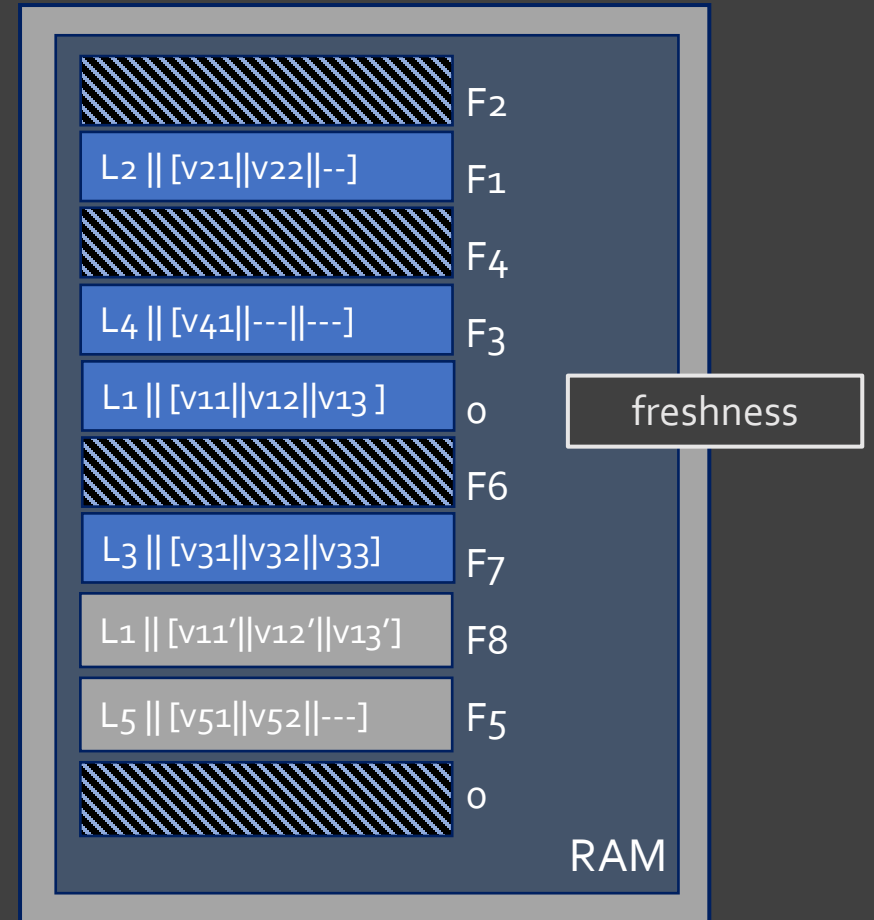 F2
L2 || [v21||v22||--]
F1
F4
L4 || [v41||---||---]
F3
L1 || [v11||v12||v13 ]
0
freshness
F6
L3 || [v31||v32||v33]
F7
L1 || [v11′||v12′||v13′]
F8
L5 || [v51||v52||---]
F5
0
RAM